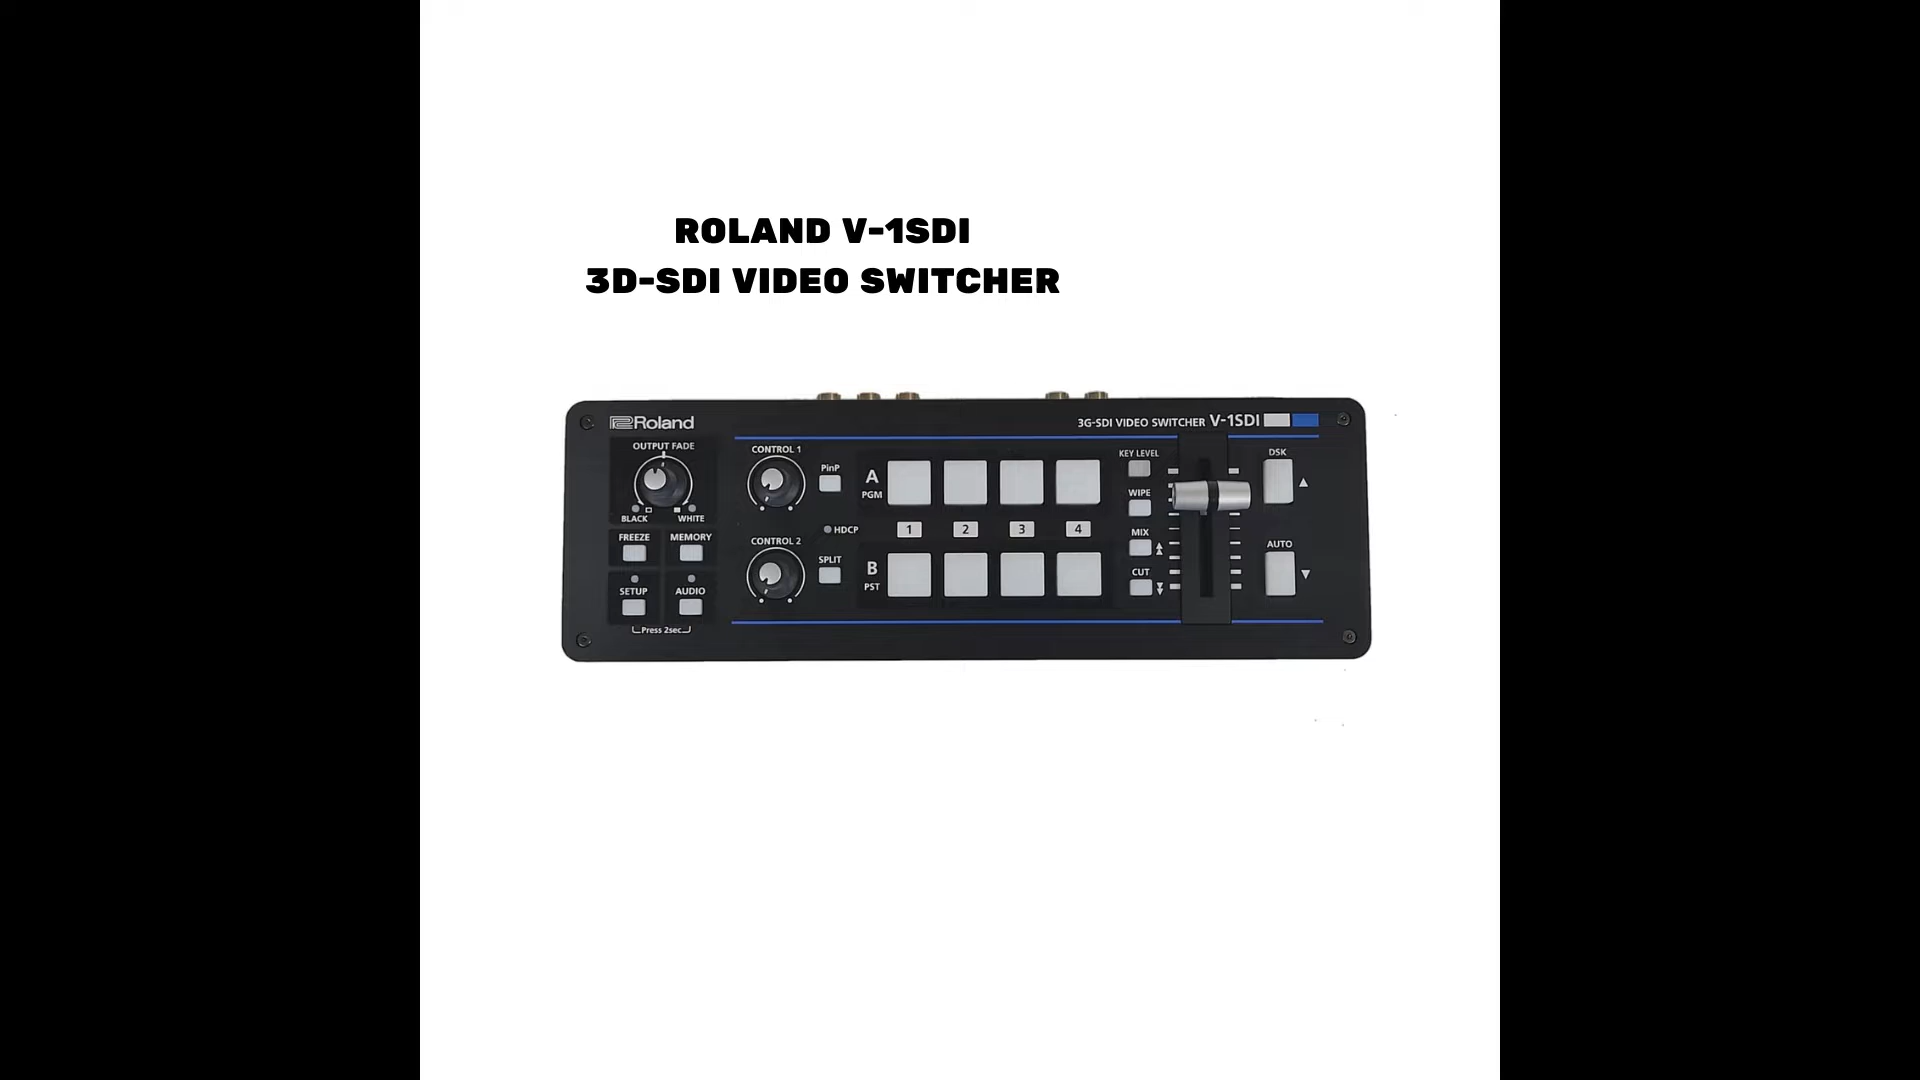 ROLAND V-1SDI
3D-SDI VIDEO SWITCHER
Roland
3G-SDI VIDEO SWITCHER V-1SDI
OUTPUT FADE
BLACK WHITE
FREEZE MEMORY
SETUP AUDIO
Press 2sec.
CONTROL 1
PinP
HDCP
CONTROL 2
SPLIT
A
PGM
1 2 3 4
B
PST
KEY LEVEL
WIPE
MIX
CUT
DSK
AUTO